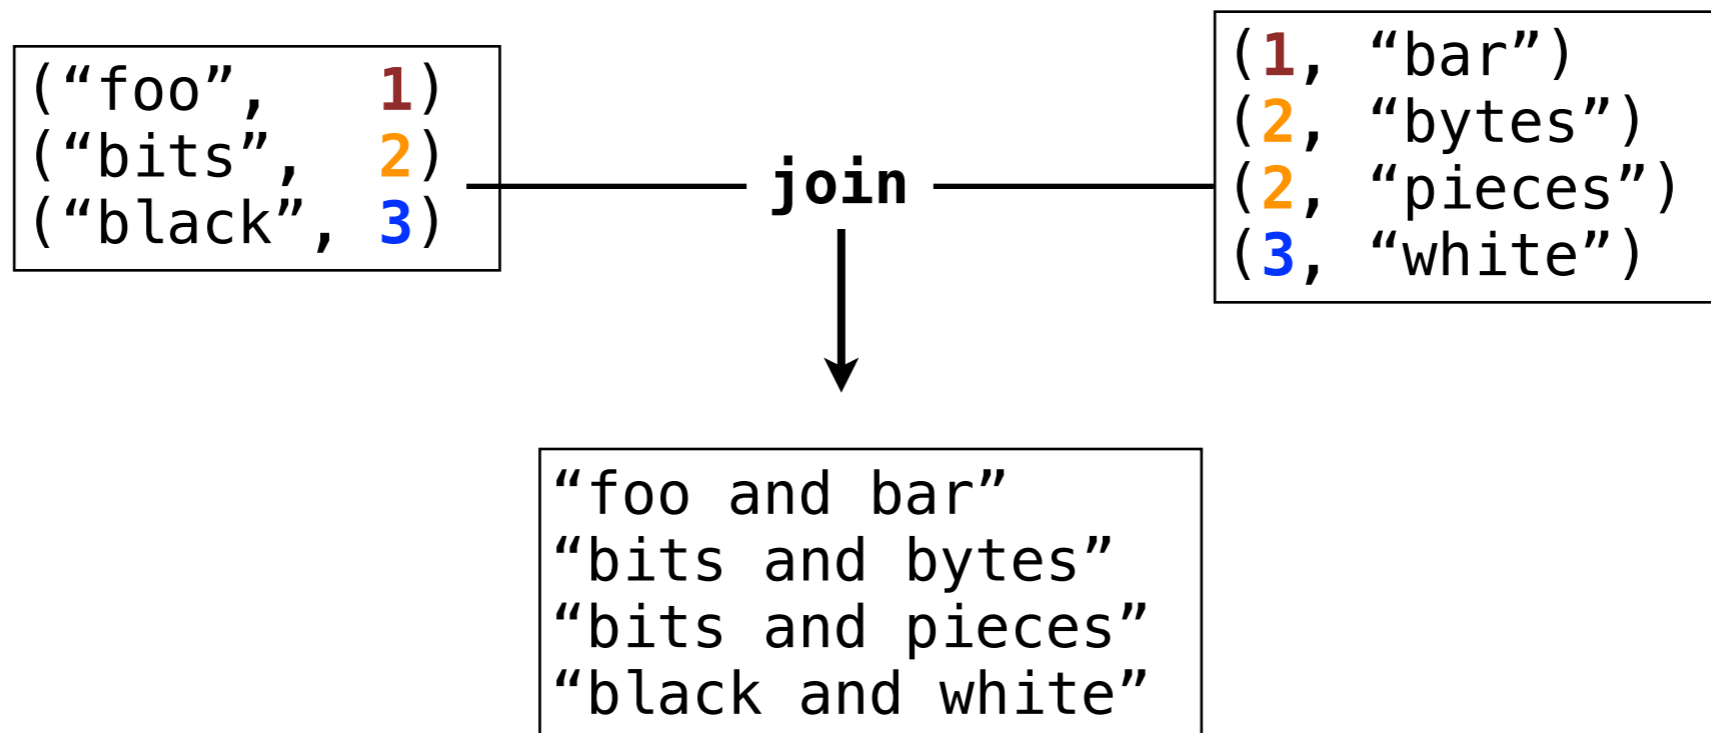 (“foo”,   1)
(“bits”,  2)
(“black”, 3)
join
(1, “bar”)
(2, “bytes”)
(2, “pieces”)
(3, “white”)
“foo and bar”
“bits and bytes”
“bits and pieces”
“black and white”